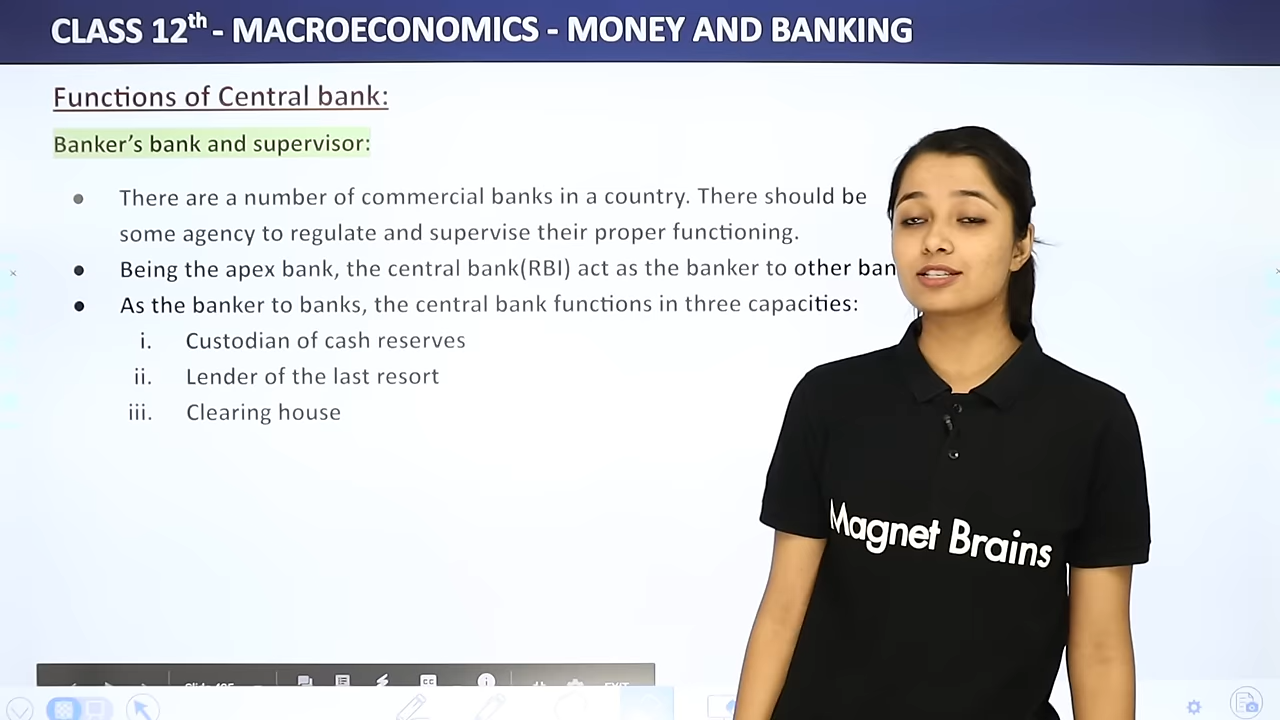 CLASS 12th - MACROECONOMICS - MONEY AND BANKING
Functions of Central bank:
Banker’s bank and supervisor:
• There are a number of commercial banks in a country. There should be
some agency to regulate and supervise their proper functioning.
• Being the apex bank, the central bank(RBI) act as the banker to other ban
• As the banker to banks, the central bank functions in three capacities:
i. Custodian of cash reserves
ii. Lender of the last resort
iii. Clearing house
Magnet Brains
EXIT